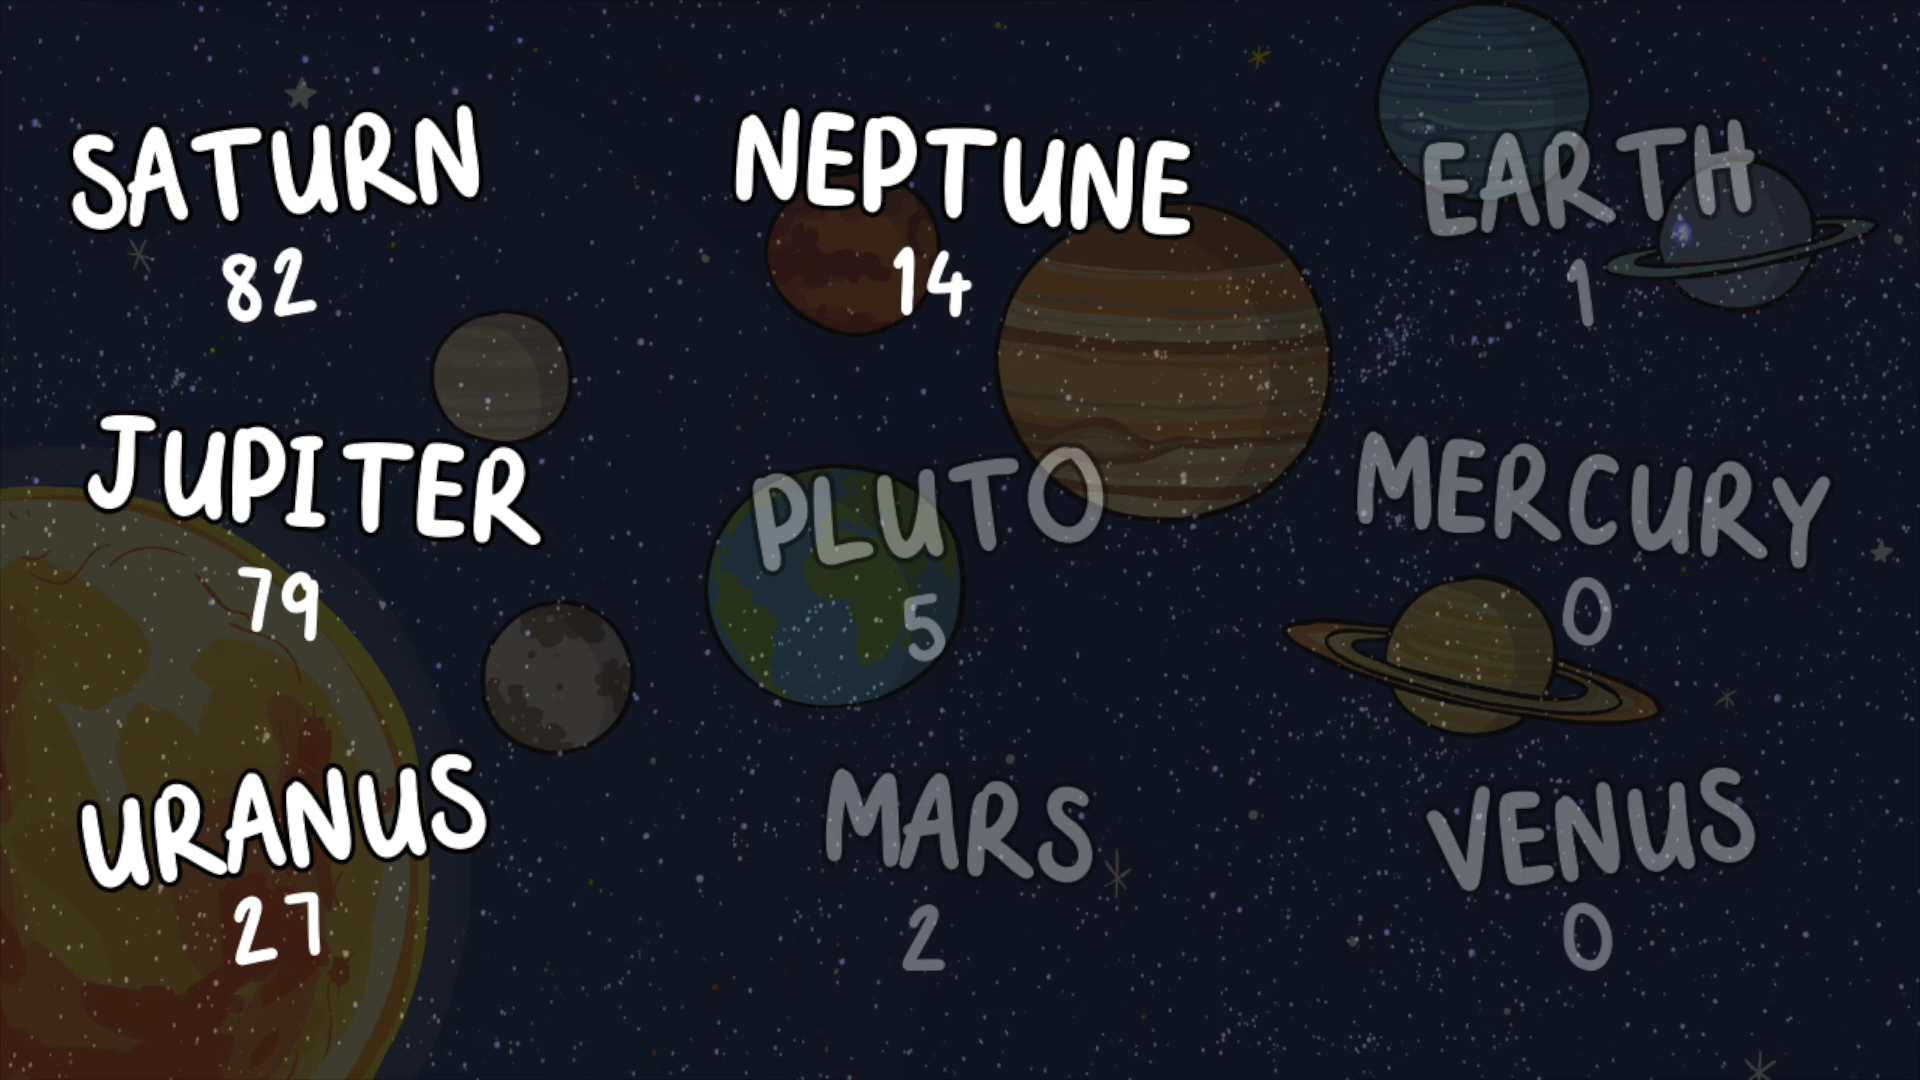 SATURN
82
JUPITER
79
URANUS
27
NEPTUNE
14
PLUTO
5
MARS
2
EARTH
1
MERCURY
0
VENUS
0